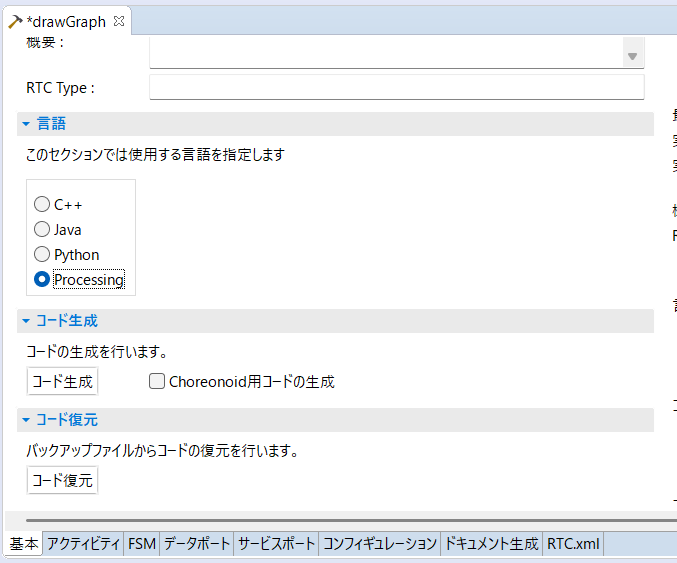 *drawGraph
概要 :
RTC Type :
言語
このセクションでは使用する言語を指定します
C++
Java
Python
Processing
コード生成
コードの生成を行います。
コード生成 Choreonoid用コードの生成
コード復元
バックアップファイルからコードの復元を行います。
コード復元
基本 アクティビティ FSM データポート サービスポート コンフィギュレーション ドキュメント生成 RTC.xml